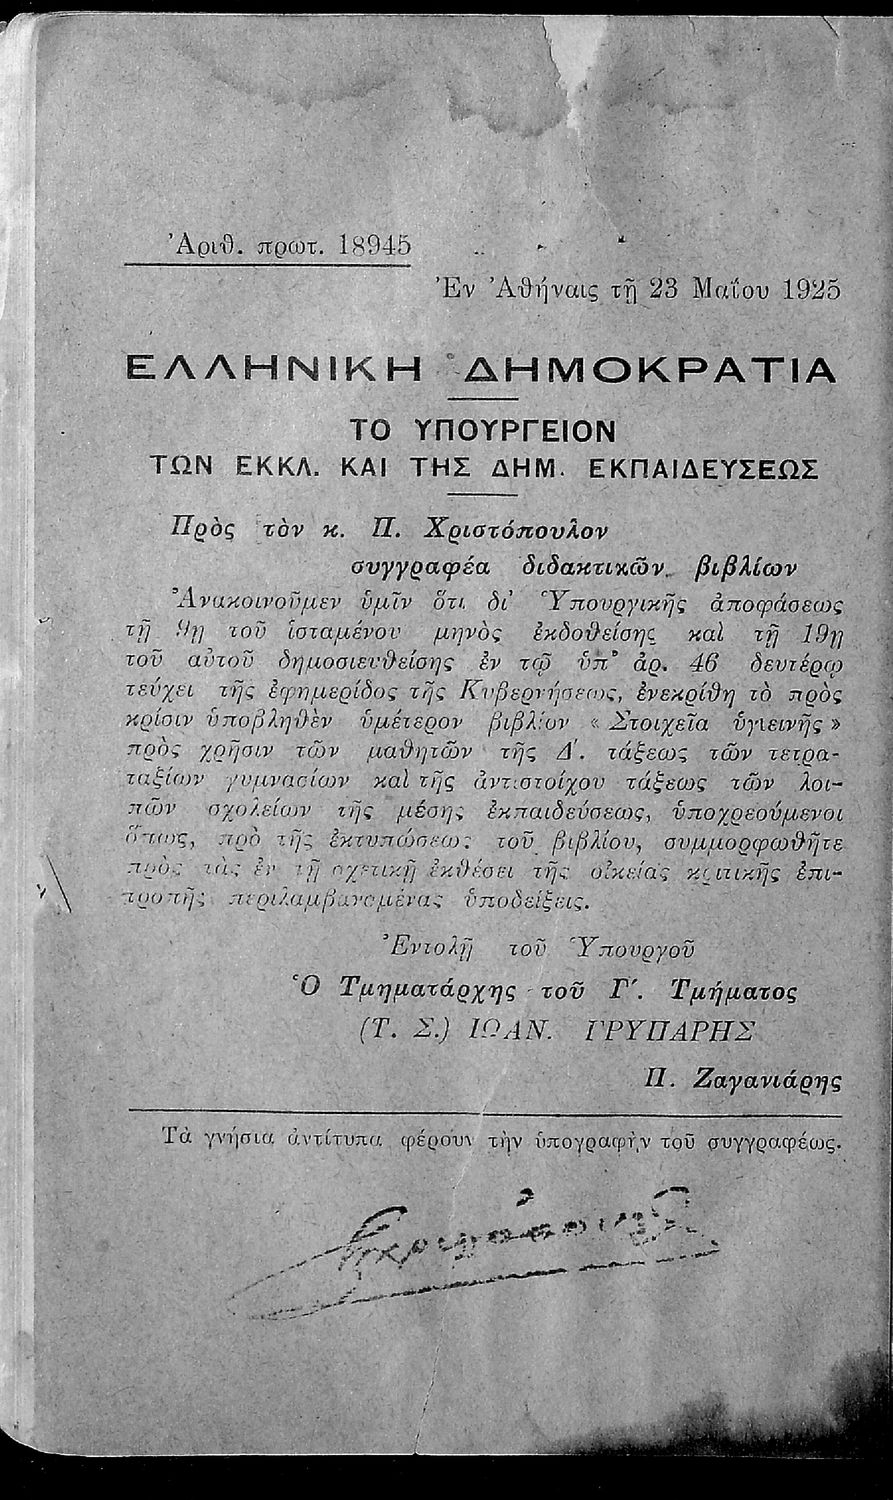 Ἀριθ. πρωτ. 18945
Ἐν Ἀθήναις τῇ 23 Μαΐου 1925
ΕΛΛΗΝΙΚΗ ΔΗΜΟΚΡΑΤΙΑ
ΤΟ ΥΠΟΥΡΓΕΙΟΝ
ΤΩΝ ΕΚΚΛ. ΚΑΙ ΤΗΣ ΔΗΜ. ΕΚΠΑΙΔΕΥΣΕΩΣ
Πρὸς τὸν κ. Π. Χριστόπουλον
συγγραφέα διδακτικῶν βιβλίων
Ἀνακοινοῦμεν ὑμῖν ὅτι δι' Ὑπουργικῆς ἀποφάσεως
τῇ 9ῃ τοῦ ἱσταμένου μηνὸς ἐκδοθείσης καὶ τῇ 19ῃ
τοῦ αὐτοῦ δημοσιευθείσης ἐν τῷ ὑπ' ἀρ. 46 δευτέρῳ
τεύχει τῆς ἐφημερίδος τῆς Κυβερνήσεως, ἐνεκρίθη τὸ πρὸς
κρίσιν ὑποβληθὲν ὑμέτερον βιβλίον « Στοιχεῖα ὑγιεινῆς »
πρὸς χρῆσιν τῶν μαθητῶν τῆς Δ'. τάξεως τῶν τετρα-
ταξίων γυμνασίων καὶ τῆς ἀντιστοίχου τάξεως τῶν λοι-
πῶν σχολείων τῆς μέσης ἐκπαιδεύσεως, ὑποχρεούμενοι
ὅπως, πρὸ τῆς ἐκτυπώσεως τοῦ βιβλίου, συμμορφωθῆτε
πρὸς τὰς ἐν τῇ σχετικῇ ἐκθέσει τῆς οἰκείας κριτικῆς ἐπι-
τροπῆς περιλαμβανομένας ὑποδείξεις.
Ἐντολῇ τοῦ Ὑπουργοῦ
Ὁ Τμηματάρχης τοῦ Γ'. Τμήματος
(Τ. Σ.) ΙΩΑΝ. ΓΡΥΠΑΡΗΣ
Π. Ζαγανιάρης
Τὰ γνήσια ἀντίτυπα φέρουν τὴν ὑπογραφὴν τοῦ συγγραφέως.